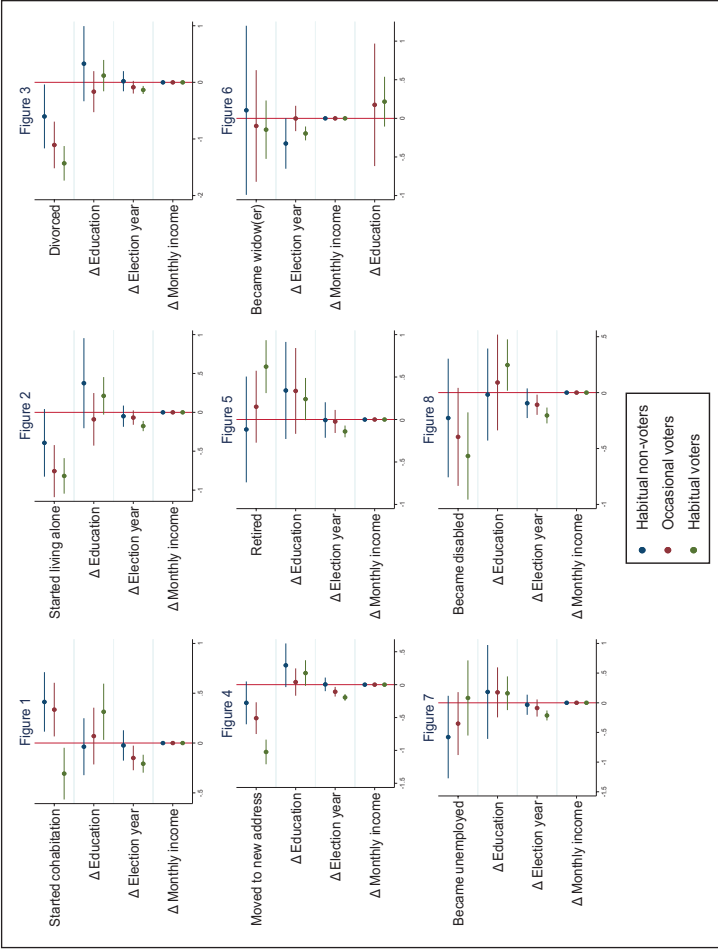 Figure 1
Started cohabitation
Δ Education
Δ Election year
Δ Monthly income
-.5 0 .5 1
Figure 2
Started living alone
Δ Education
Δ Election year
Δ Monthly income
-1 -.5 0 .5 1
Figure 3
Divorced
Δ Education
Δ Election year
Δ Monthly income
-2 -1 0 1
Figure 4
Moved to new address
Δ Education
Δ Election year
Δ Monthly income
-1.5 -1 -.5 0 .5
Figure 5
Retired
Δ Education
Δ Election year
Δ Monthly income
-1 -.5 0 .5 1
Figure 6
Became widow(er)
Δ Election year
Δ Monthly income
Δ Education
-1 -.5 0 .5 1
Figure 7
Became unemployed
Δ Education
Δ Election year
Δ Monthly income
-1.5 -1 -.5 0 .5 1
Figure 8
Became disabled
Δ Education
Δ Election year
Δ Monthly income
-1 -.5 0 .5
Habitual non-voters
Occasional voters
Habitual voters